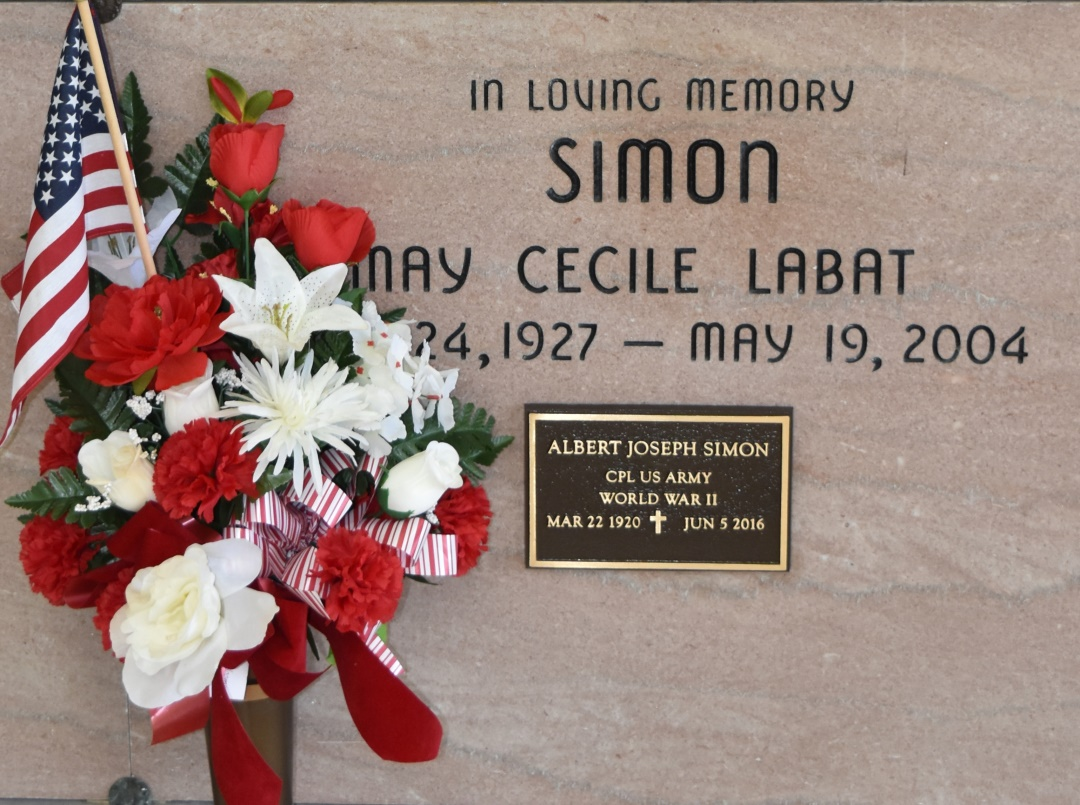 IN LOVING MEMORY
SIMON
MAY CECILE LABAT
24, 1927 — MAY 19, 2004
ALBERT JOSEPH SIMON
CPL US ARMY
WORLD WAR II
MAR 22 1920 ✝ JUN 5 2016